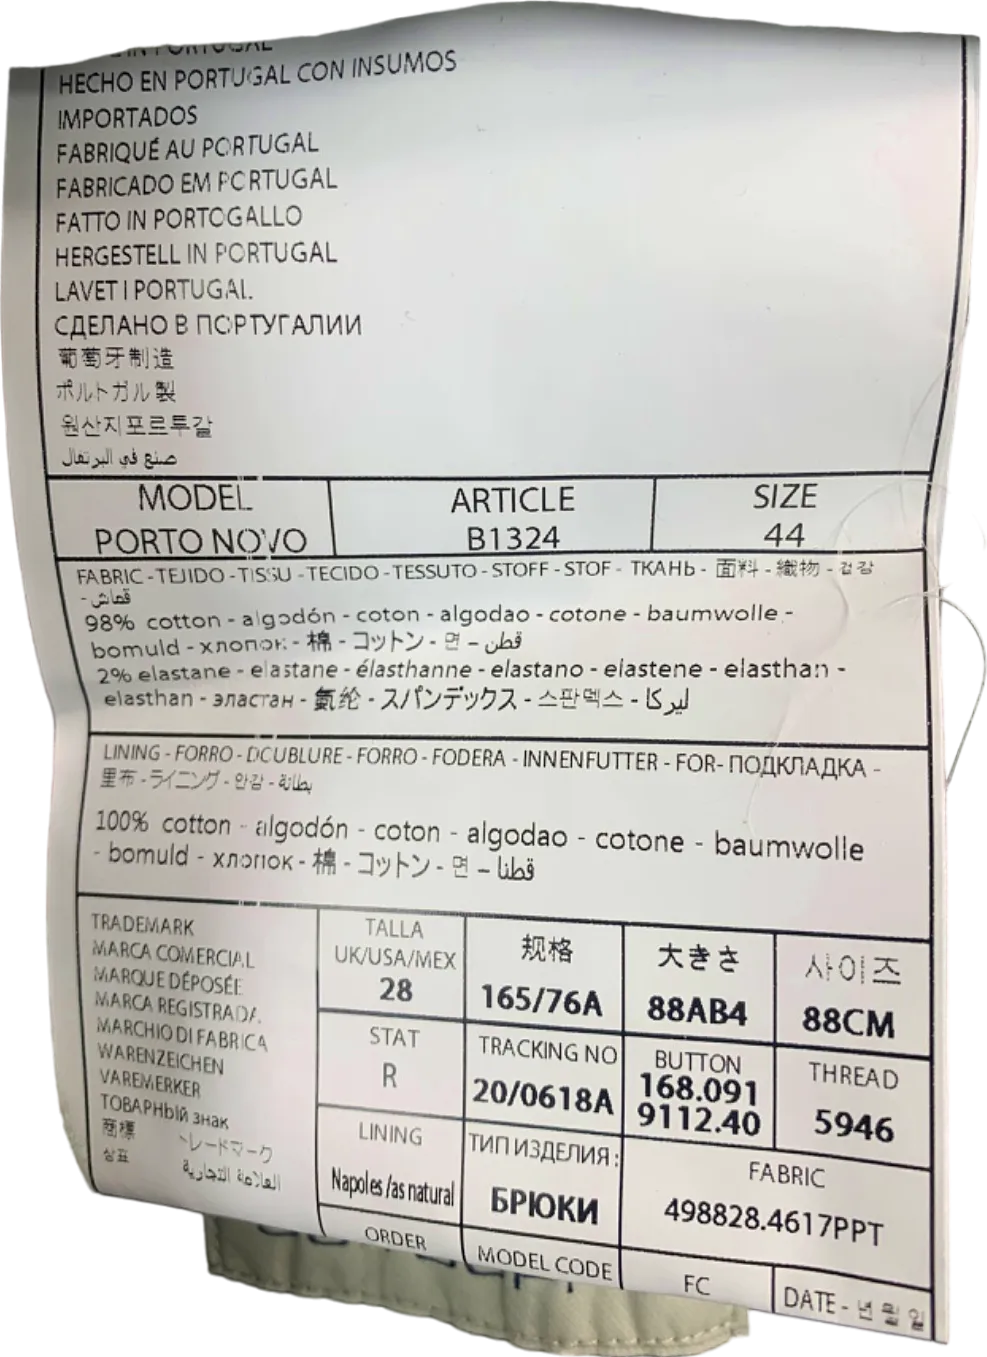 IN PORTUGAL
HECHO EN PORTUGAL CON INSUMOS
IMPORTADOS
FABRIQUÉ AU PORTUGAL
FABRICADO EM PORTUGAL
FATTO IN PORTOGALLO
HERGESTELL IN PORTUGAL
LAVET I PORTUGAL
СДЕЛАНО В ПОРТУГАЛИИ
葡萄牙制造
ポルトガル製
원산지포르투갈
صنع في البرتغال
MODEL ARTICLE SIZE
PORTO NOVO B1324 44
FABRIC - TEJIDO - TISSU - TECIDO - TESSUTO - STOFF - STOF - ТКАНЬ - 面料 - 織物 - 겉감
- قماش
98% cotton - algodón - coton - algodao - cotone - baumwolle -
bomuld - хлопок - 棉 - コットン - 면 - قطن
2% elastane - elastane - élasthanne - elastano - elastene - elasthan -
elasthan - эластан - 氨纶 - スパンデックス - 스판덱스 - ليركا
LINING - FORRO - DOUBLURE - FORRO - FODERA - INNENFUTTER - FOR- ПОДКЛАДКА -
里布 - ライニング - 안감 - بطانة
100% cotton - algodón - coton - algodao - cotone - baumwolle
- bomuld - хлопок - 棉 - コットン - 면 - قطنا
TRADEMARK
MARCA COMERCIAL
MARQUE DÉPOSÉE
MARCA REGISTRADA
MARCHIO DI FABRICA
WARENZEICHEN
VAREMERKER
ТОВАРНЫЙ знак
商標 トレードマーク
상표 العلامة التجارية
TALLA
UK/USA/MEX
28
规格
165/76A
大きさ
88AB4
사이즈
88CM
STAT
R
TRACKING NO
20/0618A
BUTTON
168.091
9112.40
THREAD
5946
LINING
Napoles /as natural
ТИП ИЗДЕЛИЯ :
БРЮКИ
FABRIC
498828.4617PPT
ORDER
MODEL CODE
FC
DATE - 년 월 일